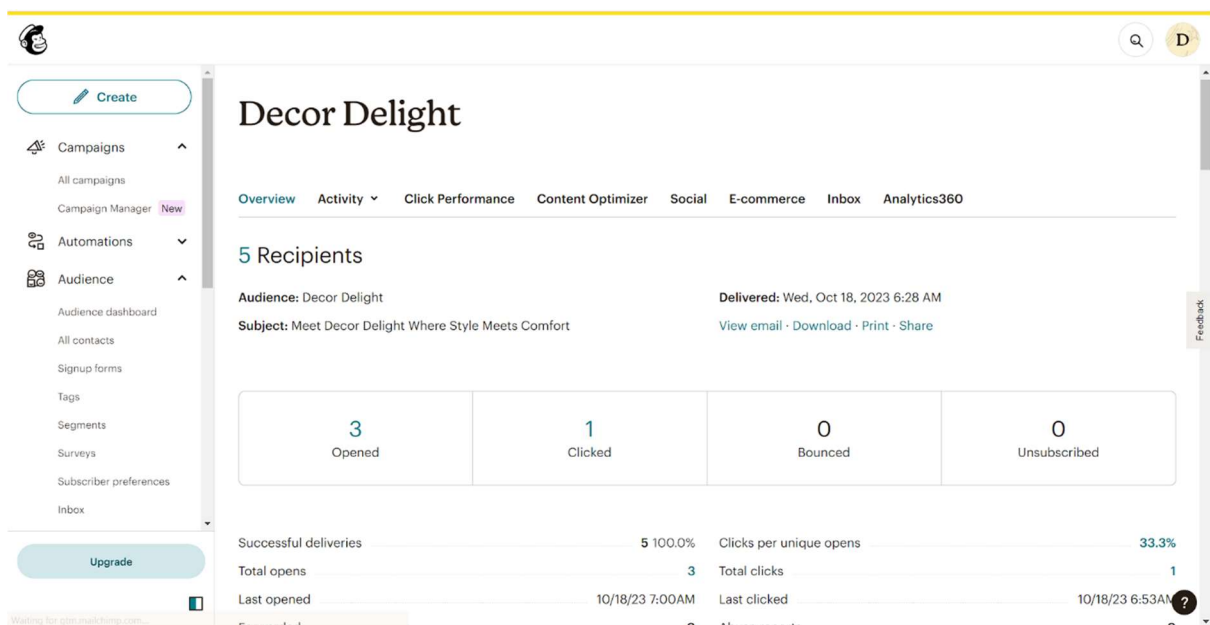 D
Create
Campaigns
All campaigns
Campaign Manager New
Automations
Audience
Audience dashboard
All contacts
Signup forms
Tags
Segments
Surveys
Subscriber preferences
Inbox
Upgrade
Waiting for gtm.mailchimp.com...
Decor Delight
Overview Activity Click Performance Content Optimizer Social E-commerce Inbox Analytics360
5 Recipients
Audience: Decor Delight
Delivered: Wed, Oct 18, 2023 6:28 AM
Subject: Meet Decor Delight Where Style Meets Comfort
View email · Download · Print · Share
3 1 0 0
Opened Clicked Bounced Unsubscribed
Successful deliveries 5 100.0% Clicks per unique opens 33.3%
Total opens 3 Total clicks 1
Last opened 10/18/23 7:00AM Last clicked 10/18/23 6:53AM
?
Feedback